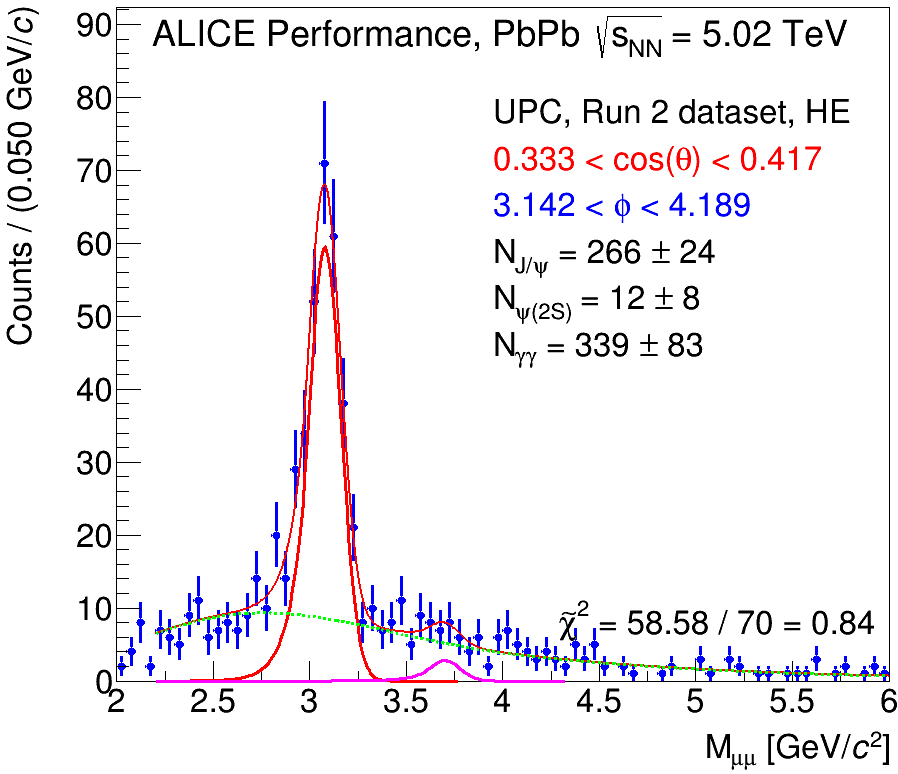 ALICE Performance, PbPb √s_NN = 5.02 TeV
UPC, Run 2 dataset, HE
0.333 < cos(θ) < 0.417
3.142 < ϕ < 4.189
N_J/ψ = 266 ± 24
N_ψ(2S) = 12 ± 8
N_γγ = 339 ± 83
χ̃² = 58.58 / 70 = 0.84
Counts / (0.050 GeV/c)
90
80
70
60
50
40
30
20
10
0
2 2.5 3 3.5 4 4.5 5 5.5 6
M_μμ [GeV/c²]